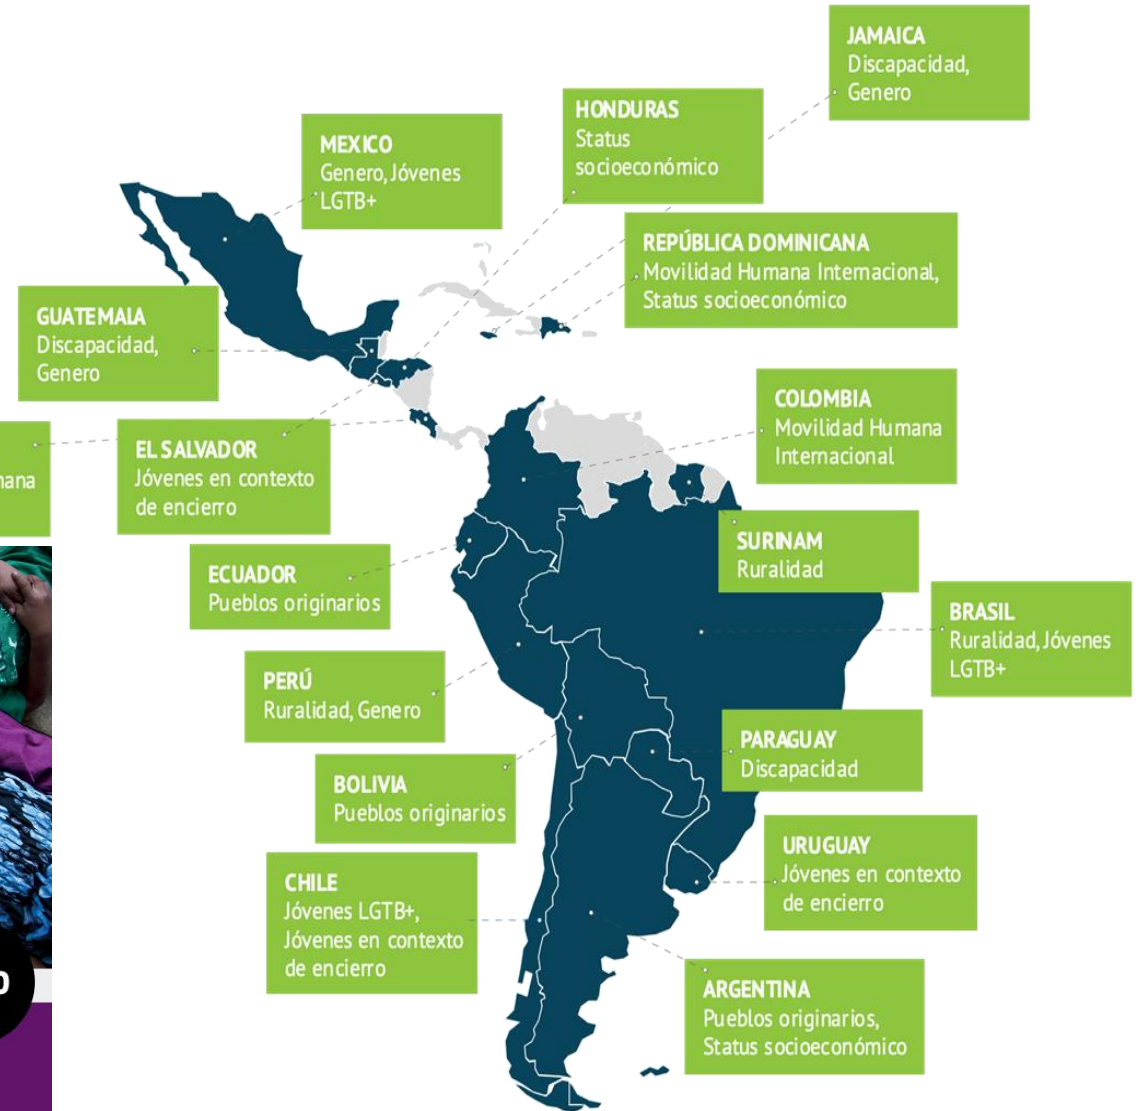 JAMAICA
Discapacidad,
Genero
HONDURAS
Status
socioeconómico
MEXICO
Genero, Jóvenes
LGTB+
REPÚBLICA DOMINICANA
Movilidad Humana Internacional,
Status socioeconómico
GUATEMALA
Discapacidad,
Genero
COLOMBIA
Movilidad Humana
Internacional
EL SALVADOR
Jóvenes en contexto
de encierro
SURINAM
Ruralidad
ECUADOR
Pueblos originarios
BRASIL
Ruralidad, Jóvenes
LGTB+
PERÚ
Ruralidad, Genero
PARAGUAY
Discapacidad
BOLIVIA
Pueblos originarios
URUGUAY
Jóvenes en contexto
de encierro
CHILE
Jóvenes LGTB+,
Jóvenes en contexto
de encierro
ARGENTINA
Pueblos originarios,
Status socioeconómico